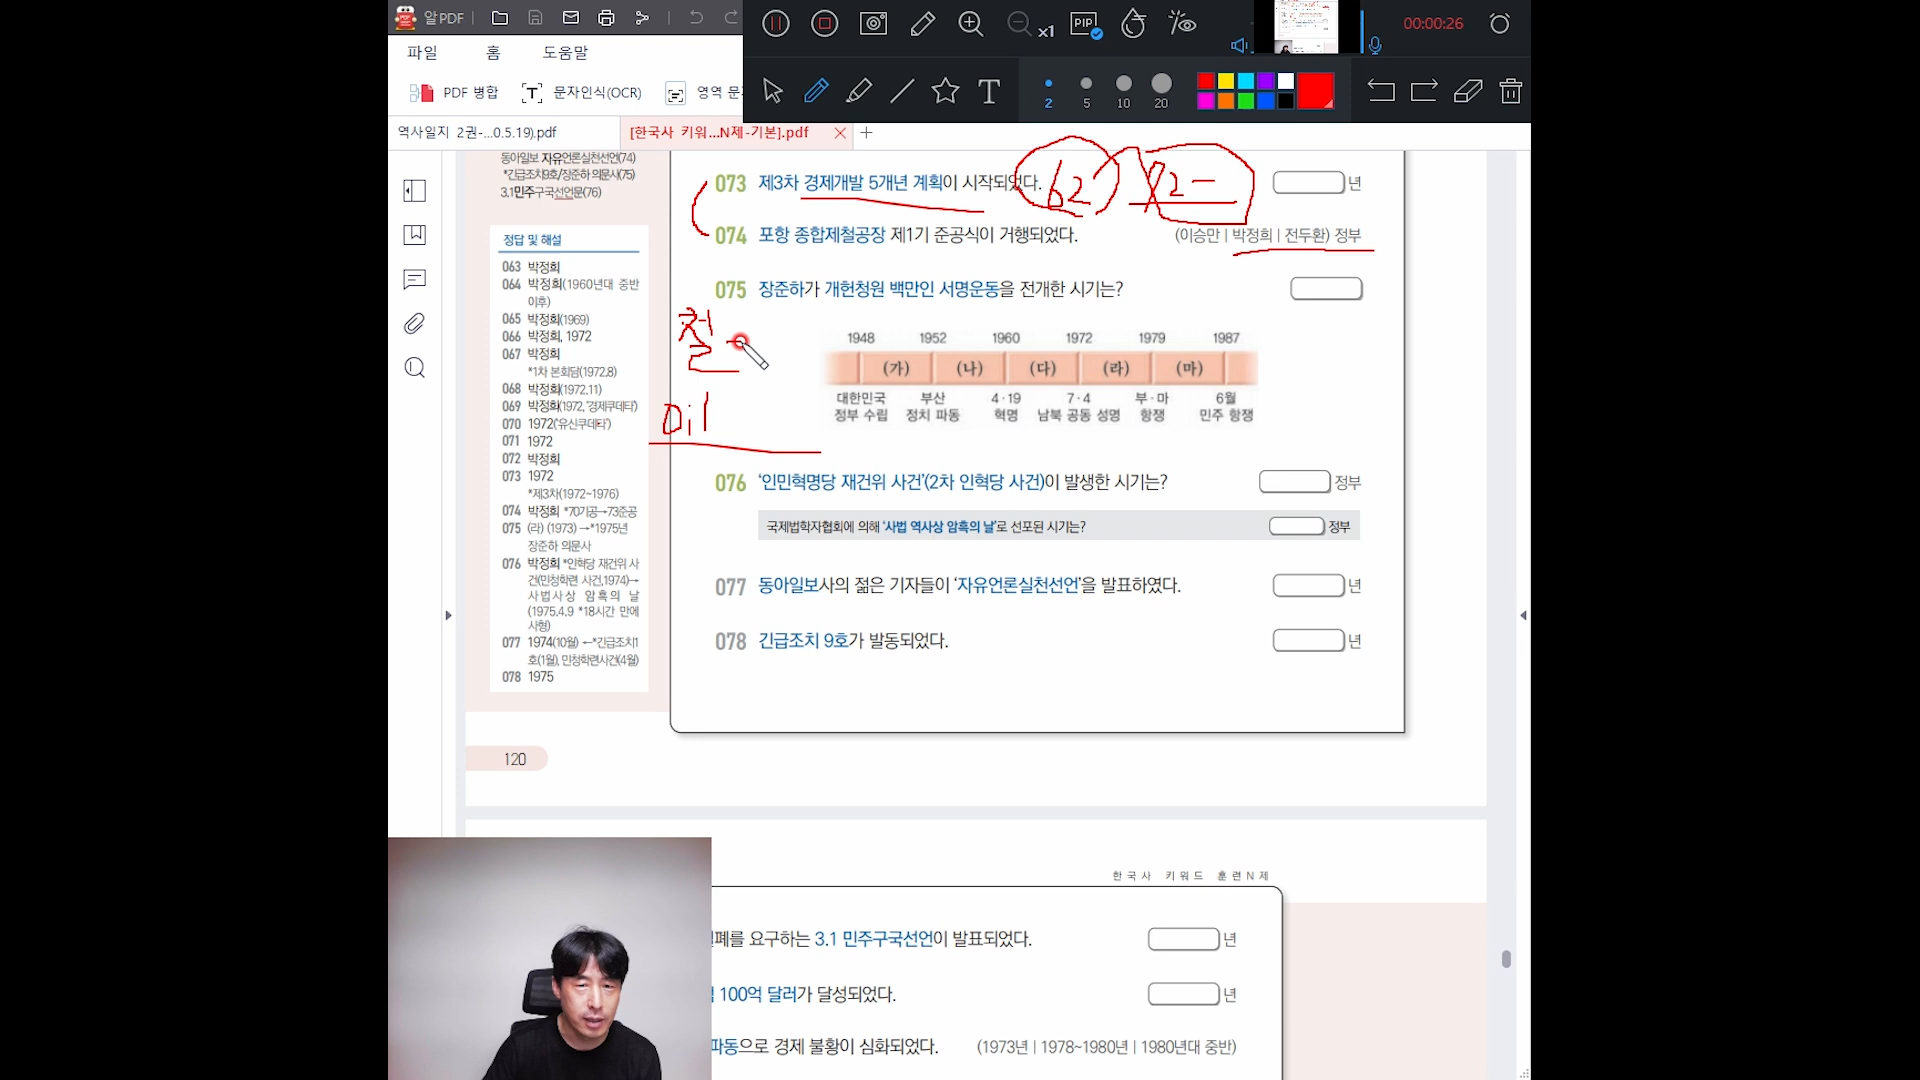 알PDF
x1
PIP
00:00:26
파일 홈 도움말
PDF 병합 문자인식(OCR) 영역 문
T
2 5 10 20
역사일지 2권-...0.5.19).pdf
[한국사 키워...N제-기본].pdf
동아일보 자유언론실천선언(74)
*긴급조치9호/장준하 의문사(75)
3.1민주구국선언문(76)
정답 및 해설
063 박정희
064 박정희(1960년대 중반
이후)
065 박정희(1969)
066 박정희, 1972
067 박정희
*1차 본회담(1972.8)
068 박정희(1972.11)
069 박정희(1972, '경제쿠데타')
070 1972('유신쿠데타')
071 1972
072 박정희
073 1972
*제3차(1972~1976)
074 박정희 *70기공→73준공
075 (라) (1973) →*1975년
장준하 의문사
076 박정희 *인혁당 재건위 사
건(민청학련 사건,1974)→
사법사상 암흑의 날
(1975.4.9 *18시간 만에
사형)
077 1974(10월) ←*긴급조치1
호(1월), 민청학련사건(4월)
078 1975
120
073 제3차 경제개발 5개년 계획이 시작되었다. 년
62 72-
074 포항 종합제철공장 제1기 준공식이 거행되었다. (이승만 | 박정희 | 전두환) 정부
075 장준하가 개헌청원 백만인 서명운동을 전개한 시기는?
철
oil
1948 1952 1960 1972 1979 1987
(가) (나) (다) (라) (마)
대한민국 부산 4·19 7·4 부·마 6월
정부 수립 정치 파동 혁명 남북 공동 성명 항쟁 민주 항쟁
076 '인민혁명당 재건위 사건'(2차 인혁당 사건)이 발생한 시기는? 정부
국제법학자협회에 의해 '사법 역사상 암흑의 날'로 선포된 시기는? 정부
077 동아일보사의 젊은 기자들이 '자유언론실천선언'을 발표하였다. 년
078 긴급조치 9호가 발동되었다. 년
한국사 키워드 훈련N제
폐를 요구하는 3.1 민주구국선언이 발표되었다. 년
100억 달러가 달성되었다. 년
파동으로 경제 불황이 심화되었다. (1973년 | 1978~1980년 | 1980년대 중반)